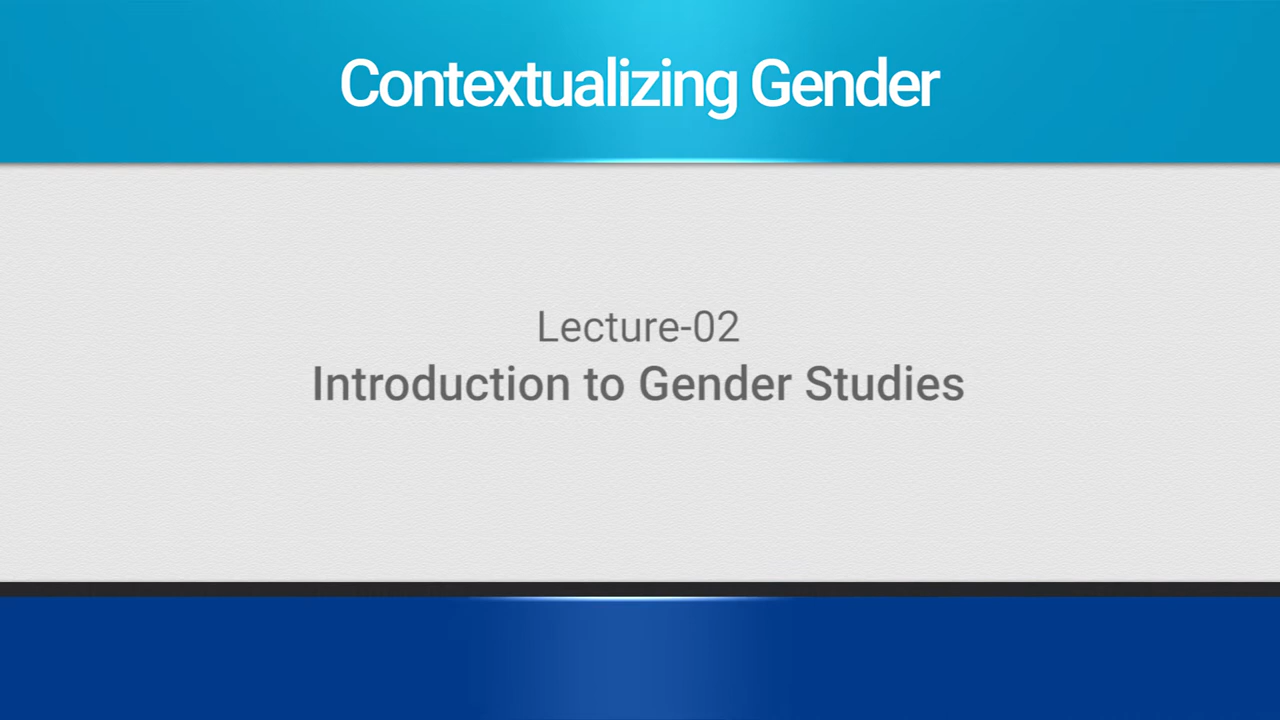 Contextualizing Gender
Lecture-02
Introduction to Gender Studies